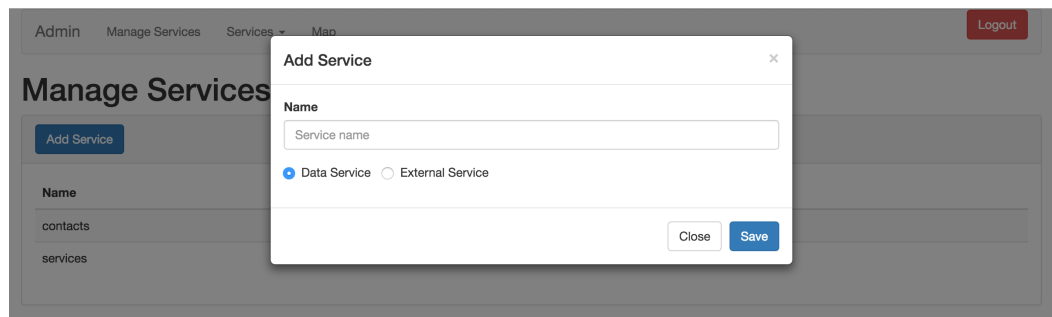 Admin Manage Services Services Map Logout
Manage Services
Add Service
Name
contacts
services
Add Service ×
Name
Service name
Data Service External Service
Close Save